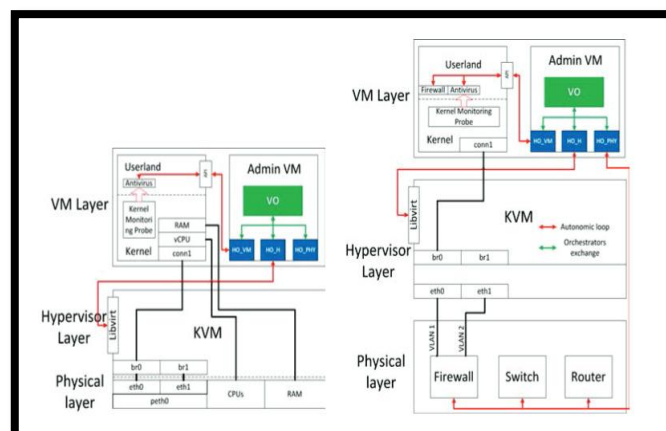 VM Layer
Userland
Antivirus
API
Kernel
Monitori
ng Probe
Kernel
RAM
vCPU
conn1
Admin VM
VO
HO_VM
HO_H
HO_PHY
Hypervisor
Layer
Libvirt
KVM
br0
br1
Physical
layer
eth0
eth1
peth0
CPUs
RAM
VM Layer
Userland
Firewall
Antivirus
API
Kernel Monitoring
Probe
Kernel
conn1
Admin VM
VO
HO_VM
HO_H
HO_PHY
Libvirt
KVM
Autonomic loop
Orchestrators
exchange
Hypervisor
Layer
br0
br1
eth0
eth1
VLAN 1
VLAN 2
Physical
layer
Firewall
Switch
Router